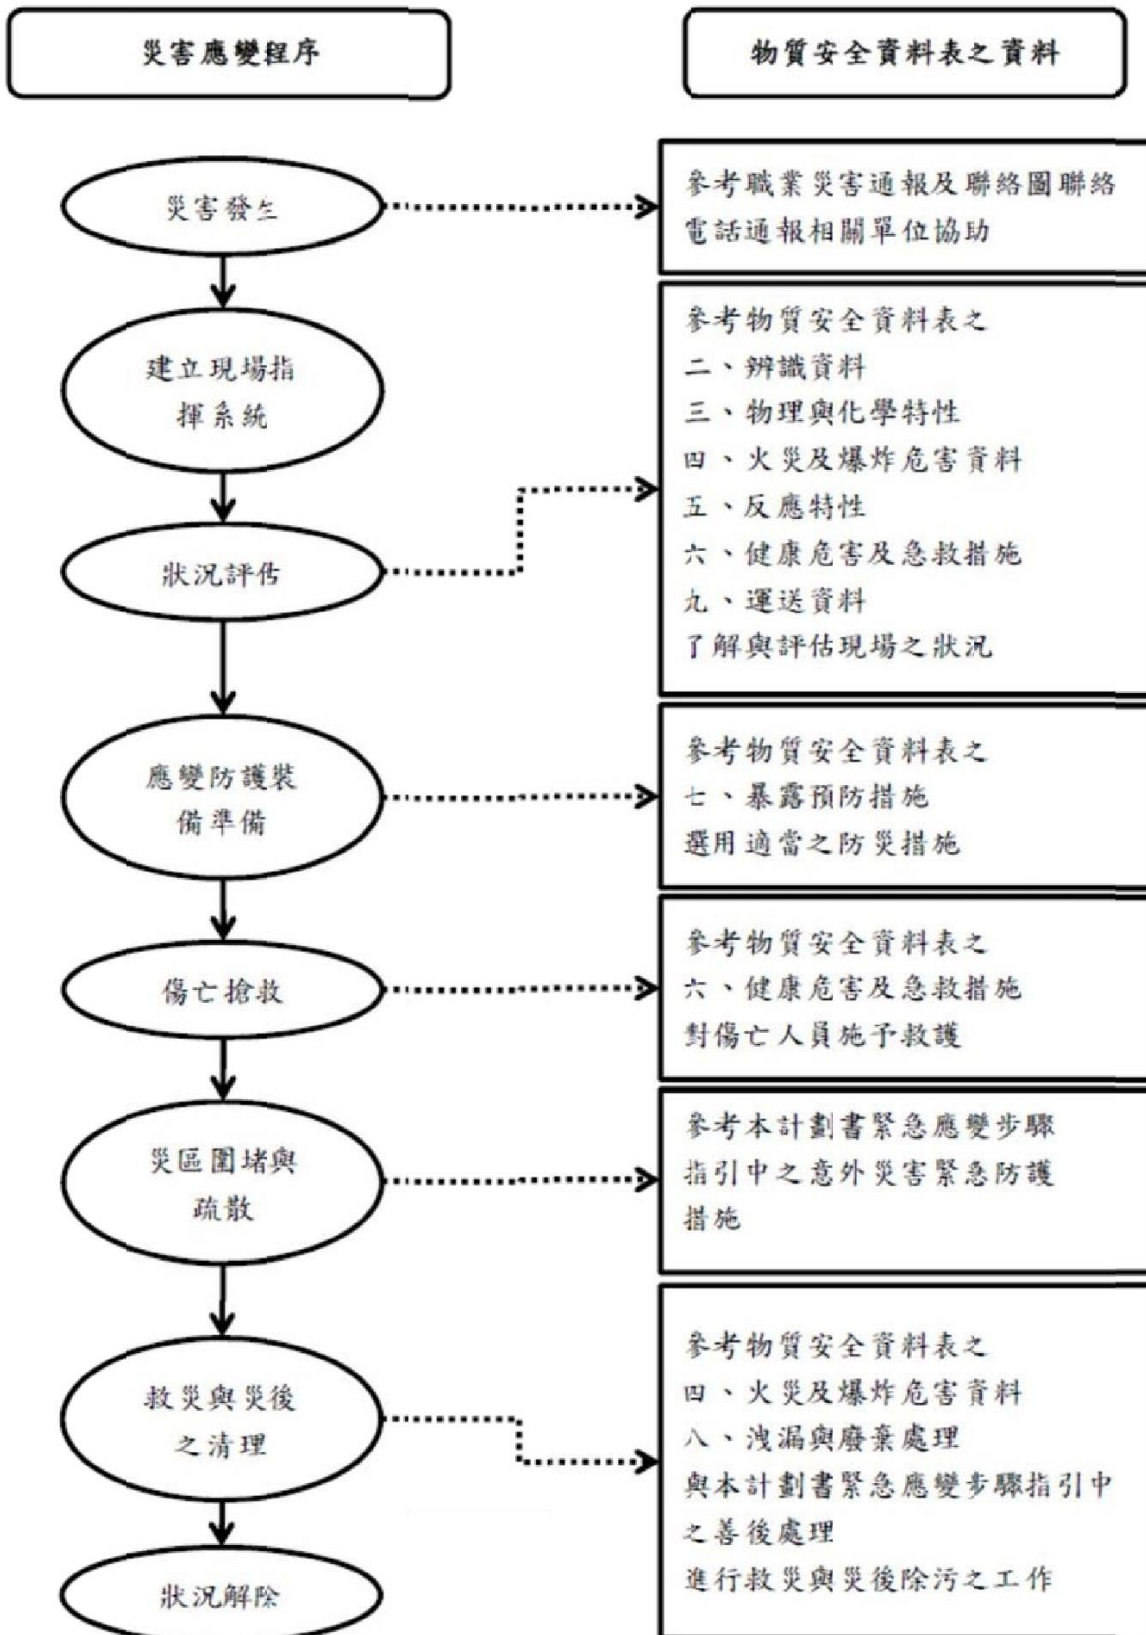 災害應變程序
物質安全資料表之資料
災害發生
參考職業災害通報及聯絡圖聯絡
電話通報相關單位協助
建立現場指
揮系統
狀況評估
參考物質安全資料表之
二、辨識資料
三、物理與化學特性
四、火災及爆炸危害資料
五、反應特性
六、健康危害及急救措施
九、運送資料
了解與評估現場之狀況
應變防護裝
備準備
參考物質安全資料表之
七、暴露預防措施
選用適當之防災措施
傷亡搶救
參考物質安全資料表之
六、健康危害及急救措施
對傷亡人員施予救護
災區圍堵與
疏散
參考本計劃書緊急應變步驟
指引中之意外災害緊急防護
措施
救災與災後
之清理
參考物質安全資料表之
四、火災及爆炸危害資料
八、洩漏與廢棄處理
與本計劃書緊急應變步驟指引中
之善後處理
進行救災與災後除污之工作
狀況解除